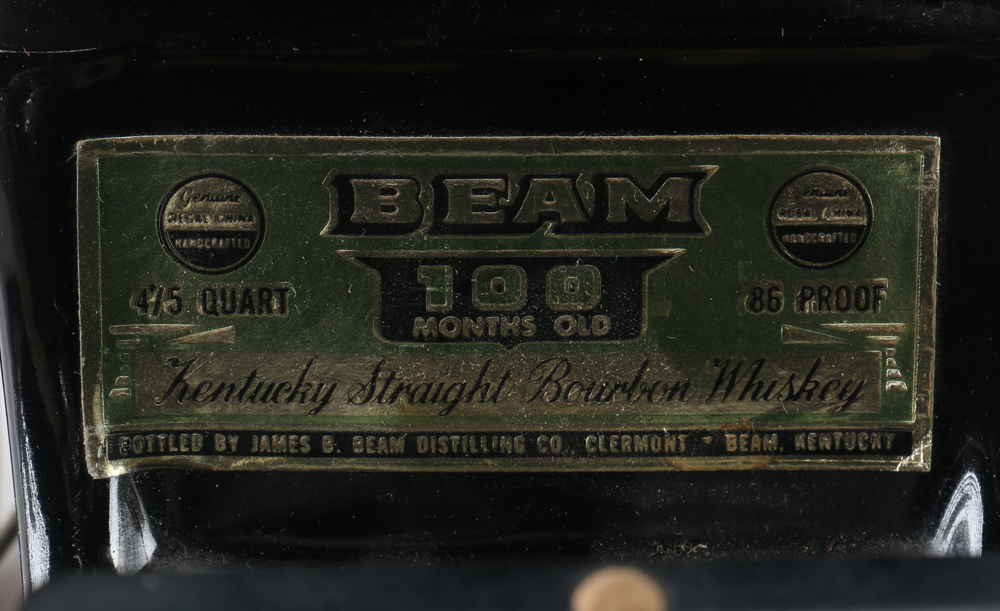 BEAM
Genuine
REGAL CHINA
HANDCRAFTED
Genuine
REGAL CHINA
HANDCRAFTED
100
MONTHS OLD
4/5 QUART
86 PROOF
Kentucky Straight Bourbon Whiskey
BOTTLED BY JAMES B. BEAM DISTILLING CO. CLERMONT • BEAM, KENTUCKY